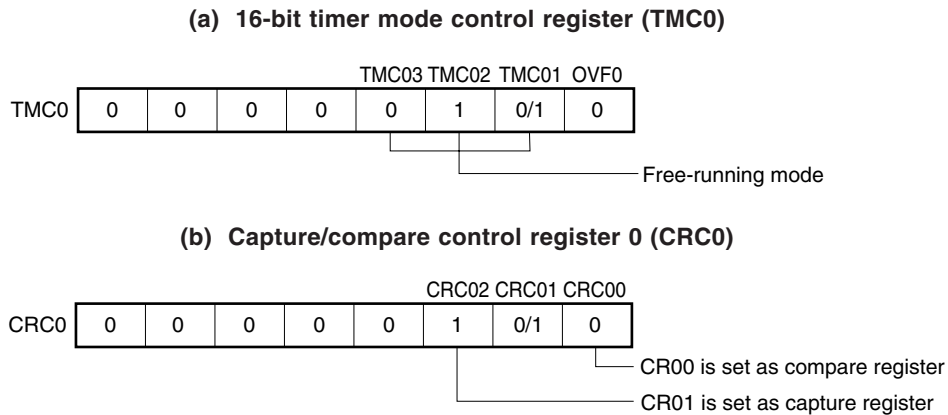 (a) 16-bit timer mode control register (TMC0)
TMC03 TMC02 TMC01 OVF0
TMC0 0 0 0 0 0 1 0/1 0
Free-running mode
(b) Capture/compare control register 0 (CRC0)
CRC02 CRC01 CRC00
CRC0 0 0 0 0 0 1 0/1 0
CR00 is set as compare register
CR01 is set as capture register